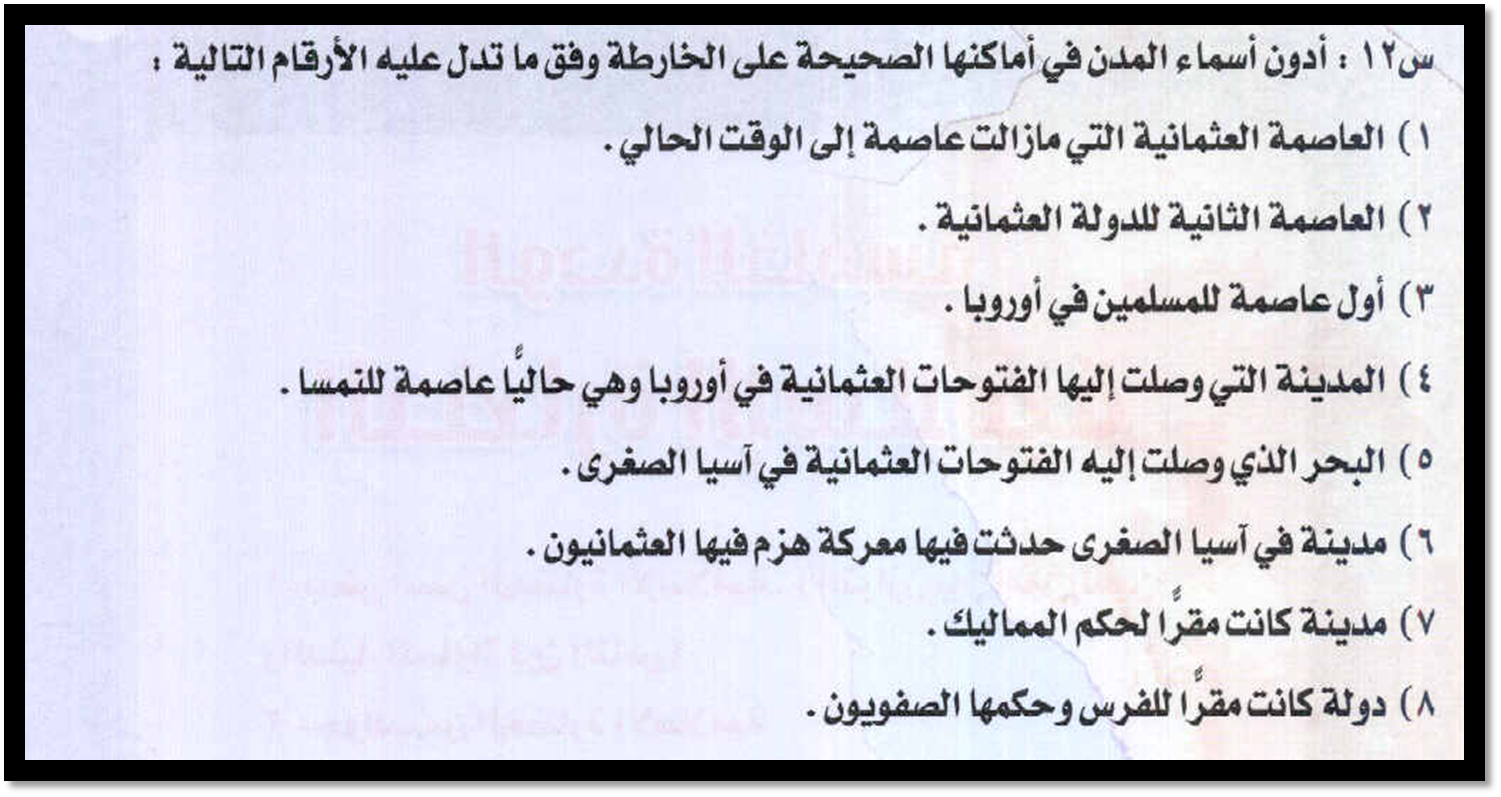 س١٢ : أدون أسماء المدن في أماكنها الصحيحة على الخارطة وفق ما تدل عليه الأرقام التالية :
١) العاصمة العثمانية التي مازالت عاصمة إلى الوقت الحالي .
٢) العاصمة الثانية للدولة العثمانية .
٣) أول عاصمة للمسلمين في أوروبا .
٤) المدينة التي وصلت إليها الفتوحات العثمانية في أوروبا وهي حاليًّا عاصمة للنمسا .
٥) البحر الذي وصلت إليه الفتوحات العثمانية في آسيا الصغرى .
٦) مدينة في آسيا الصغرى حدثت فيها معركة هزم فيها العثمانيون .
٧) مدينة كانت مقرًّا لحكم المماليك .
٨) دولة كانت مقرًّا للفرس وحكمها الصفويون .